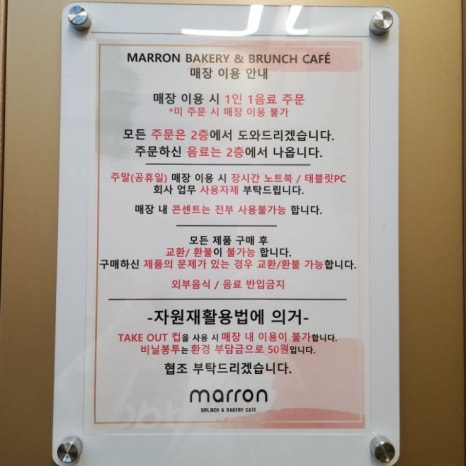 MARRON BAKERY & BRUNCH CAFÉ
매장 이용 안내
매장 이용 시 1인 1음료 주문
*미 주문 시 매장 이용 불가
모든 주문은 2층에서 도와드리겠습니다.
주문하신 음료는 2층에서 나옵니다.
주말(공휴일) 매장 이용 시 장시간 노트북 / 태블릿PC
회사 업무 사용자제 부탁드립니다.
매장 내 콘센트는 전부 사용불가능 합니다.
모든 제품 구매 후
교환/ 환불이 불가능 합니다.
구매하신 제품의 문제가 있는 경우 교환/환불 가능합니다.
외부음식 / 음료 반입금지
-자원재활용법에 의거-
TAKE OUT 컵을 사용 시 매장 내 이용이 불가합니다.
비닐봉투는 환경 부담금으로 50원입니다.
협조 부탁드리겠습니다.
marron
BRUNCH & BAKERY CAFE